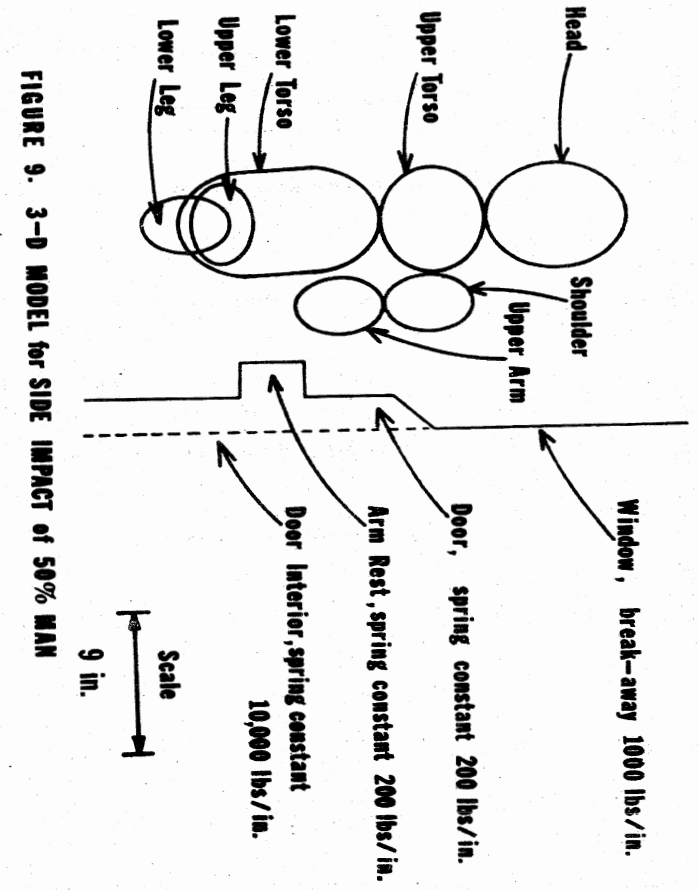 Head
Upper Torso
Lower Torso
Upper Leg
Lower Leg
Shoulder
Upper Arm
Window, break-away 1000 lbs/in.
Door, spring constant 200 lbs/in.
Arm Rest, spring constant 200 lbs/in.
Door Interior, spring constant
10,000 lbs/in.
Scale
9 in.
FIGURE 9. 3-D MODEL for SIDE IMPACT of 50% MAN